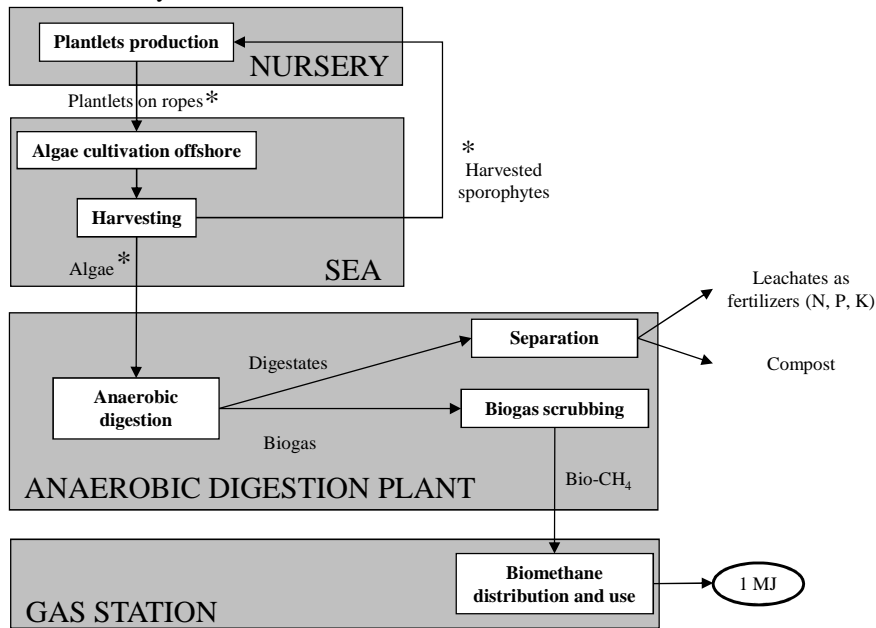 Plantlets production
NURSERY
Plantlets on ropes*
Algae cultivation offshore
*
Harvested
sporophytes
Harvesting
Algae*
SEA
Leachates as
fertilizers (N, P, K)
Separation
Digestates
Compost
Anaerobic
digestion
Biogas scrubbing
Biogas
Bio-CH4
ANAEROBIC DIGESTION PLANT
Biomethane
distribution and use
1 MJ
GAS STATION